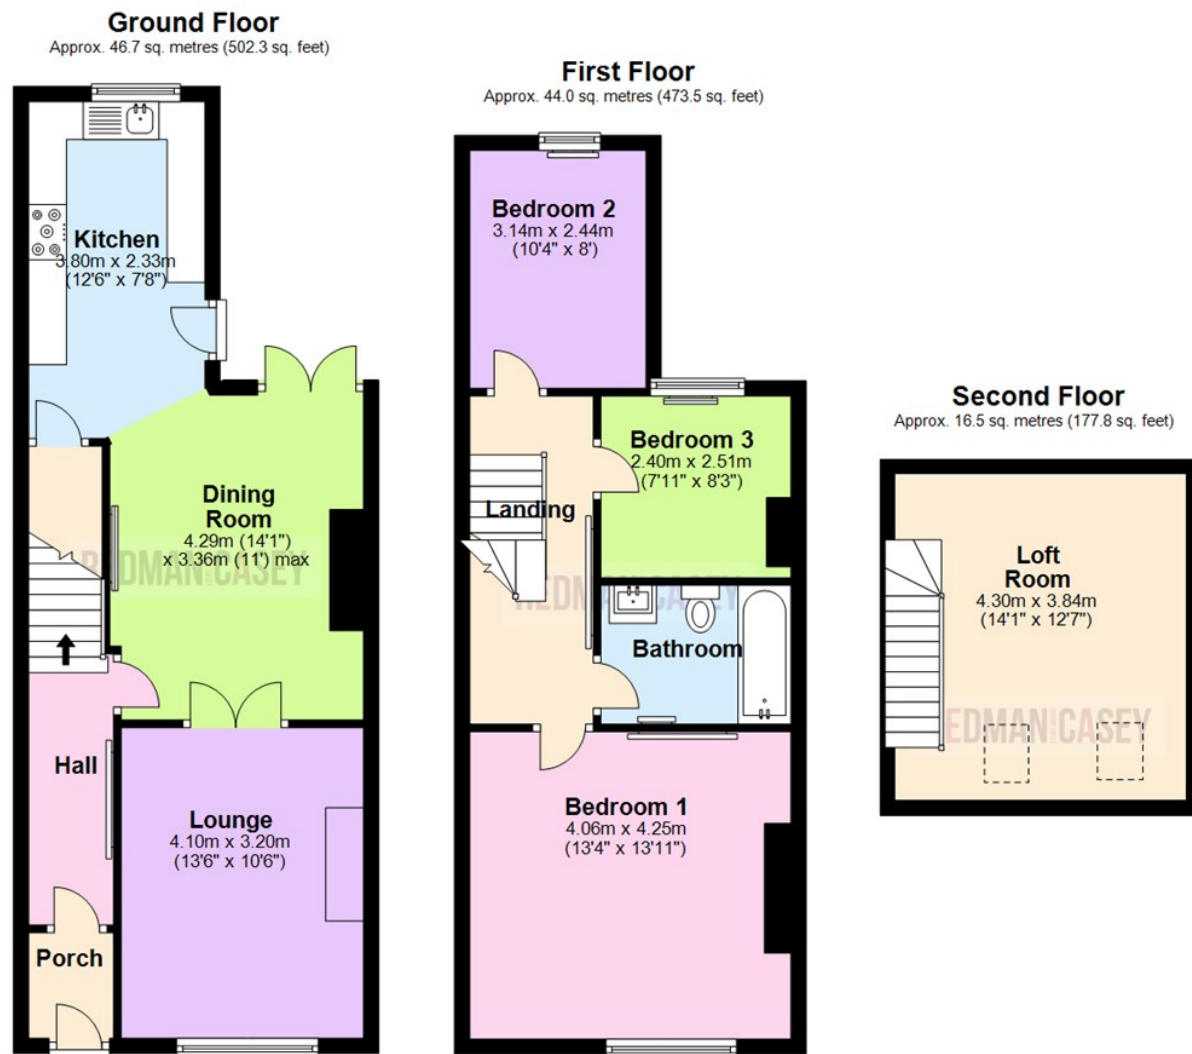 Ground Floor
Approx. 46.7 sq. metres (502.3 sq. feet)
Kitchen
3.80m x 2.33m
(12'6" x 7'8")
Dining
Room
4.29m (14'1")
x 3.36m (11') max
Hall
Lounge
4.10m x 3.20m
(13'6" x 10'6")
Porch
First Floor
Approx. 44.0 sq. metres (473.5 sq. feet)
Bedroom 2
3.14m x 2.44m
(10'4" x 8')
Bedroom 3
2.40m x 2.51m
(7'11" x 8'3")
Landing
Bathroom
Bedroom 1
4.06m x 4.25m
(13'4" x 13'11")
Second Floor
Approx. 16.5 sq. metres (177.8 sq. feet)
Loft
Room
4.30m x 3.84m
(14'1" x 12'7")
REDMAN CASEY